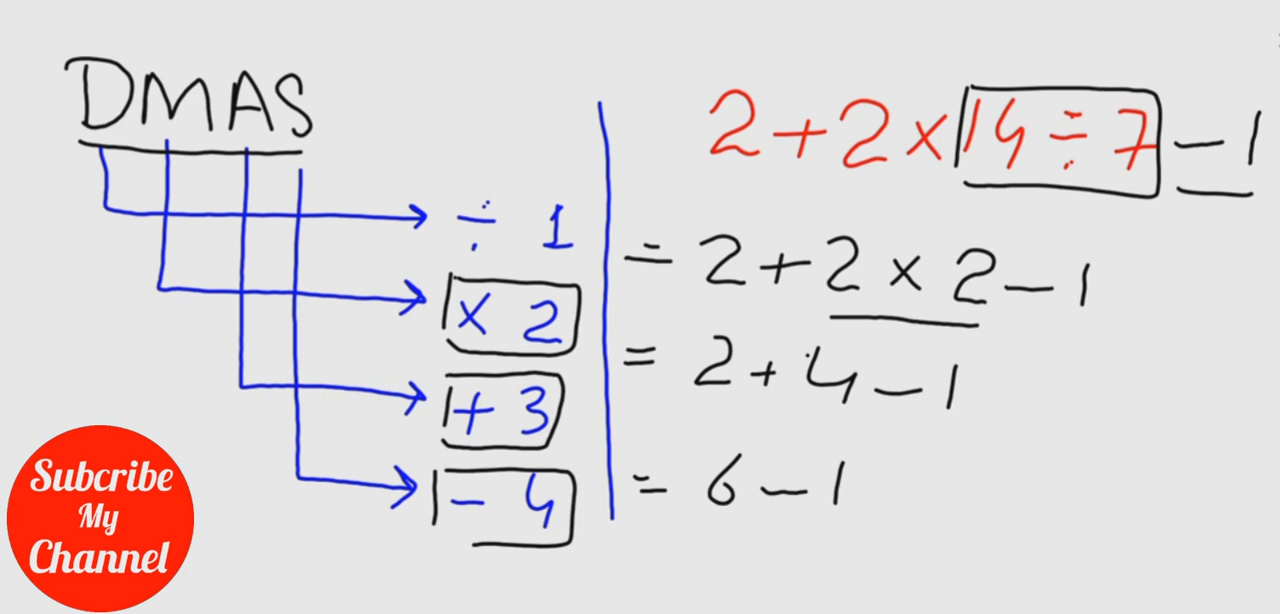 DMAS
÷ 1
× 2
+ 3
- 4
2+2×14÷7-1
=2+2×2-1
=2+4-1
=6-1
Subcribe
My
Channel